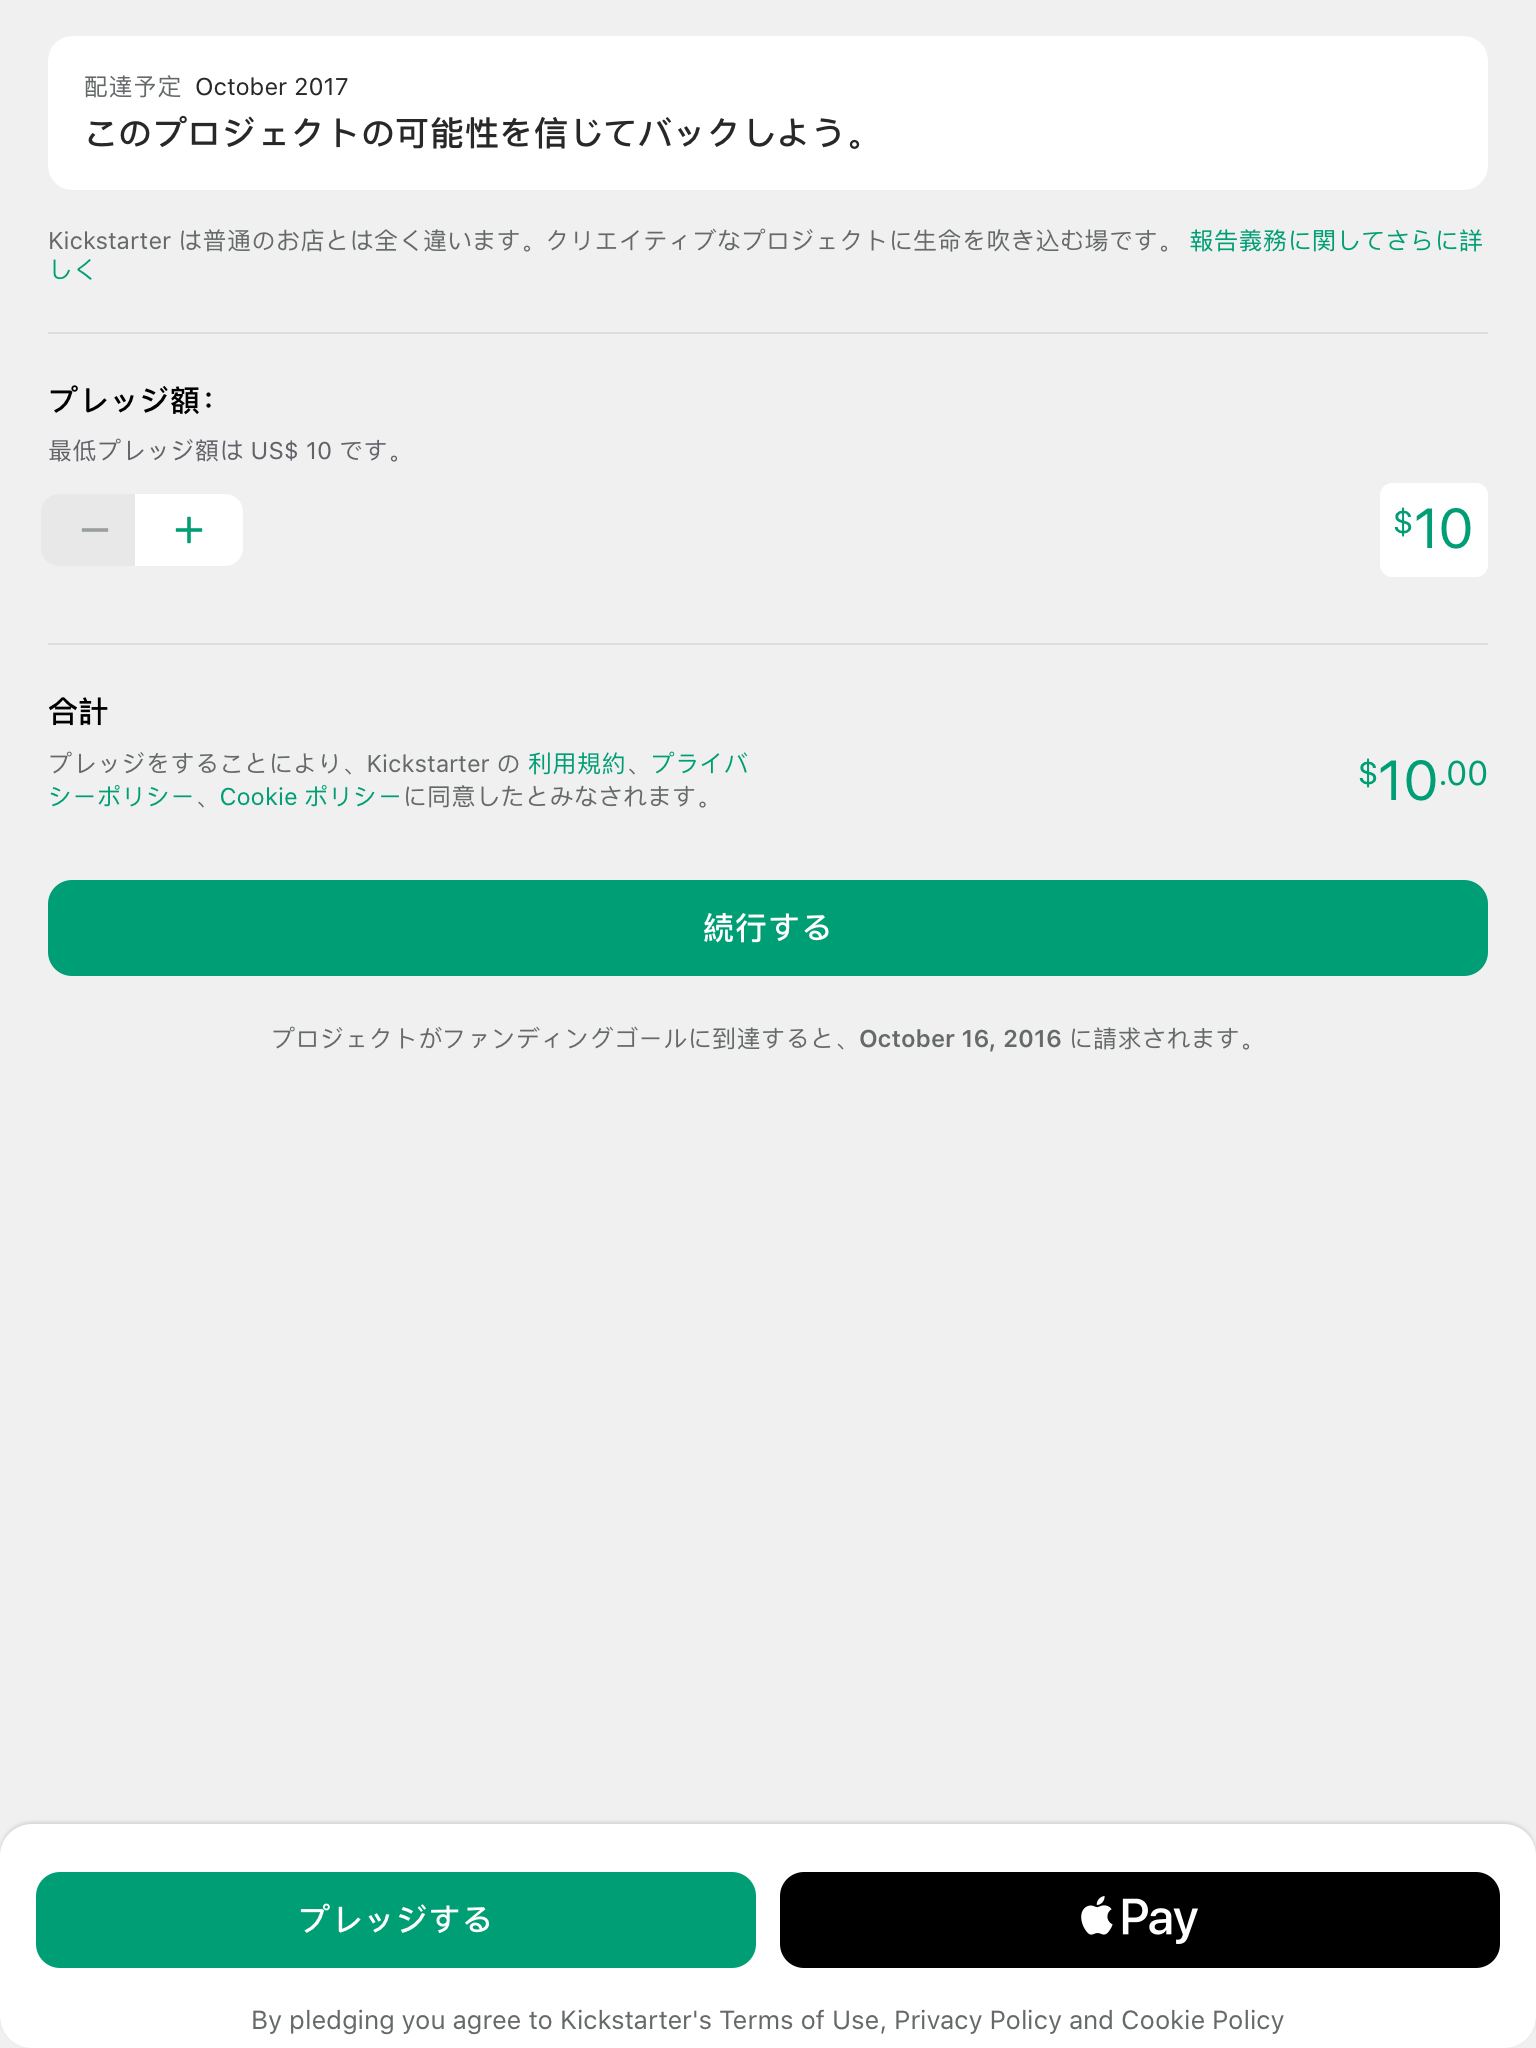 配達予定 October 2017
このプロジェクトの可能性を信じてバックしよう。
Kickstarter は普通のお店とは全く違います。クリエイティブなプロジェクトに生命を吹き込む場です。 報告義務に関してさらに詳
しく
プレッジ額：
最低プレッジ額は US$ 10 です。
$10
合計
プレッジをすることにより、Kickstarter の 利用規約、プライバ
シーポリシー、Cookie ポリシーに同意したとみなされます。
$10.00
続行する
プロジェクトがファンディングゴールに到達すると、October 16, 2016 に請求されます。
プレッジする
Pay
By pledging you agree to Kickstarter's Terms of Use, Privacy Policy and Cookie Policy